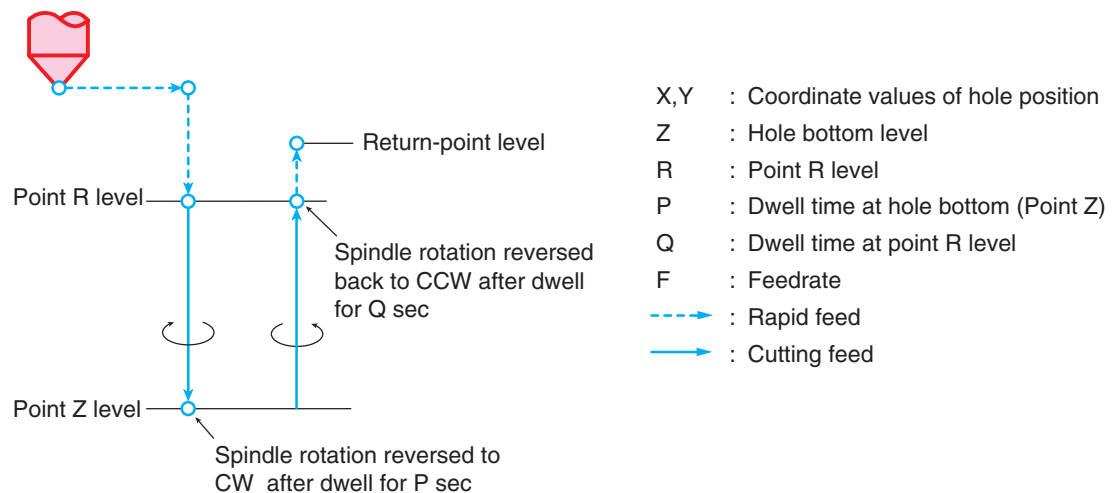 Return-point level
Point R level
Spindle rotation reversed
back to CCW after dwell
for Q sec
Point Z level
Spindle rotation reversed to
CW after dwell for P sec
X,Y : Coordinate values of hole position
Z : Hole bottom level
R : Point R level
P : Dwell time at hole bottom (Point Z)
Q : Dwell time at point R level
F : Feedrate
: Rapid feed
: Cutting feed